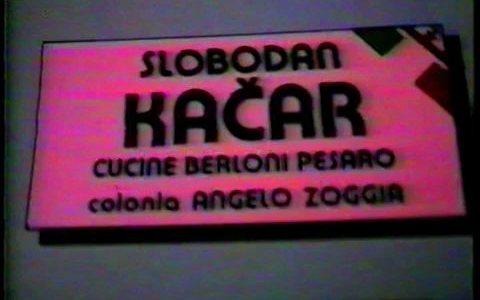 SLOBODAN
KAČAR
CUCINE BERLONI PESARO
colonia ANGELO ZOGGIA